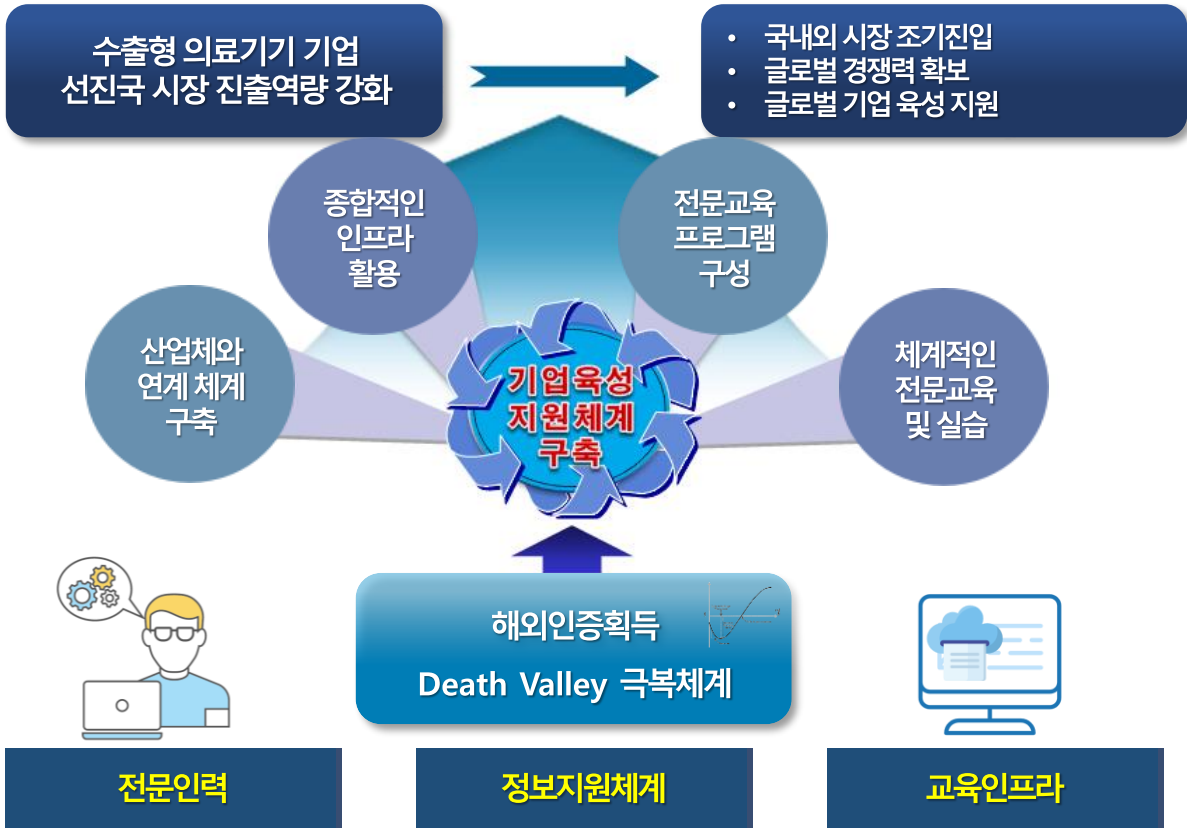 수출형 의료기기 기업
선진국 시장 진출역량 강화
• 국내외 시장 조기진입
• 글로벌 경쟁력 확보
• 글로벌 기업 육성 지원
종합적인
인프라
활용
전문교육
프로그램
구성
산업체와
연계 체계
구축
체계적인
전문교육
및 실습
기업육성
지원체계
구축
해외인증획득
Death Valley 극복체계
전문인력
정보지원체계
교육인프라